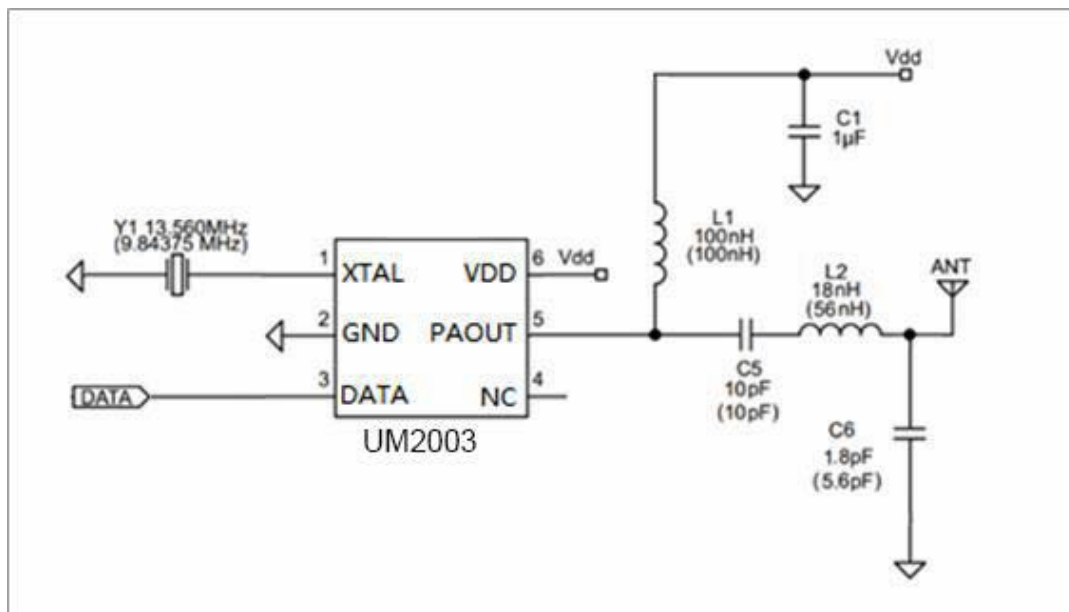 Vdd
C1
1µF
Y1 13.560MHz
(9.84375 MHz)
L1
100nH
(100nH)
1
XTAL
VDD
6
Vdd
L2
18nH
(56nH)
ANT
2
GND
PAOUT
5
DATA
3
DATA
NC
4
C5
10pF
(10pF)
UM2003
C6
1.8pF
(5.6pF)